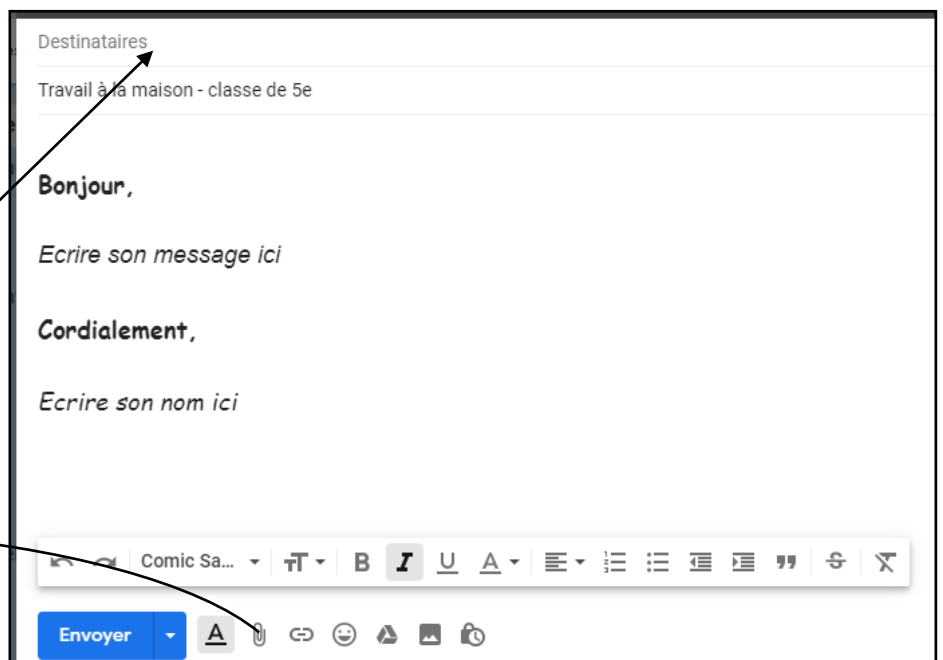 Destinataires
Travail à la maison - classe de 5e
Bonjour,
Ecrire son message ici
Cordialement,
Ecrire son nom ici
Comic Sa... B I U A
Envoyer A